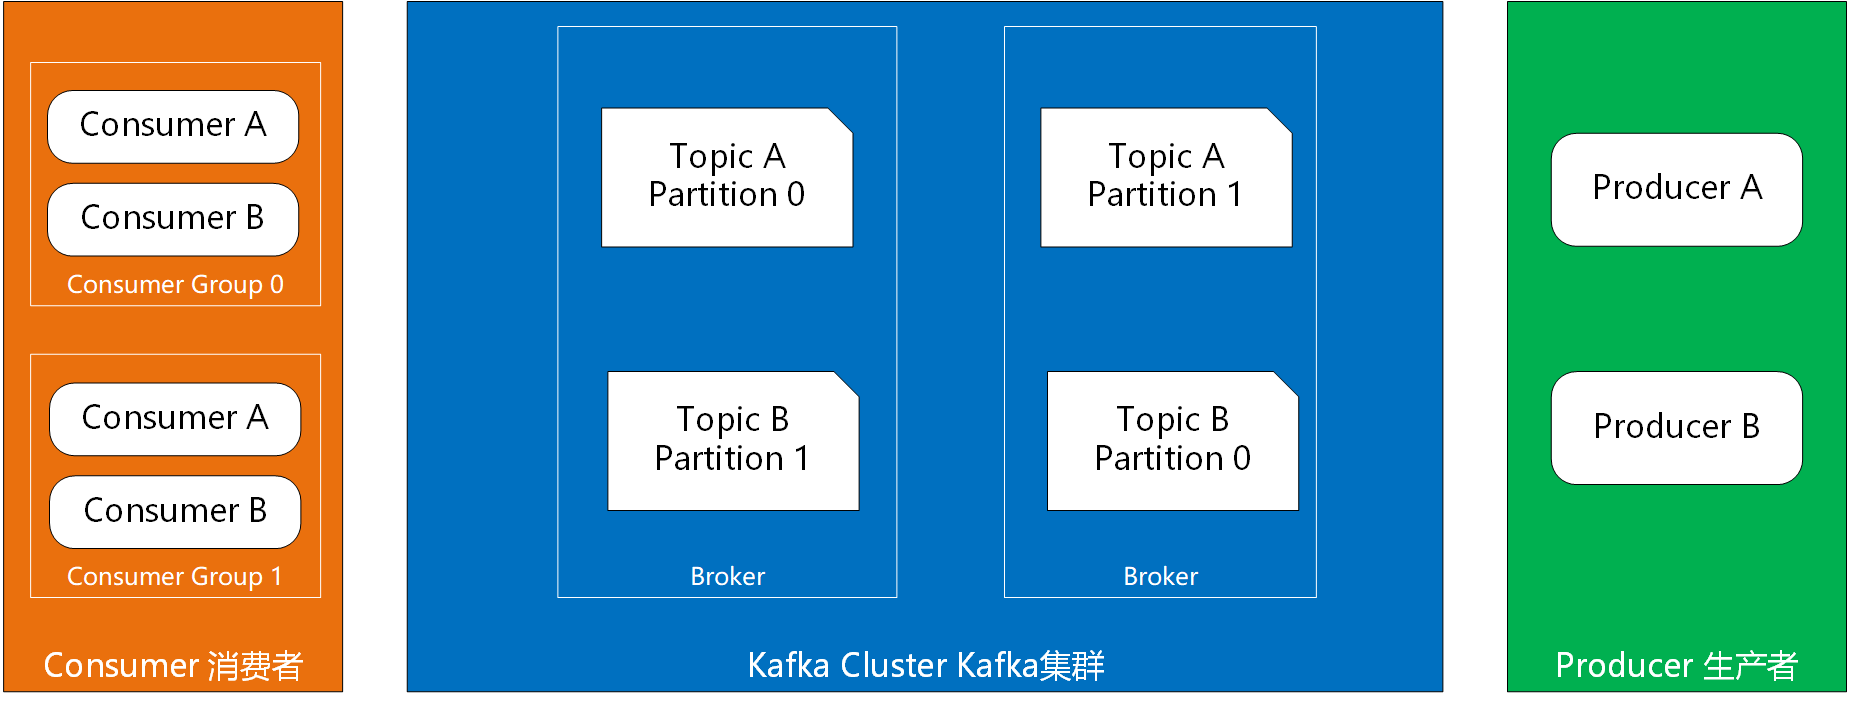 Consumer A
Consumer B
Consumer Group 0
Consumer A
Consumer B
Consumer Group 1
Consumer 消费者
Topic A
Partition 0
Topic B
Partition 1
Broker
Topic A
Partition 1
Topic B
Partition 0
Broker
Kafka Cluster Kafka集群
Producer A
Producer B
Producer 生产者